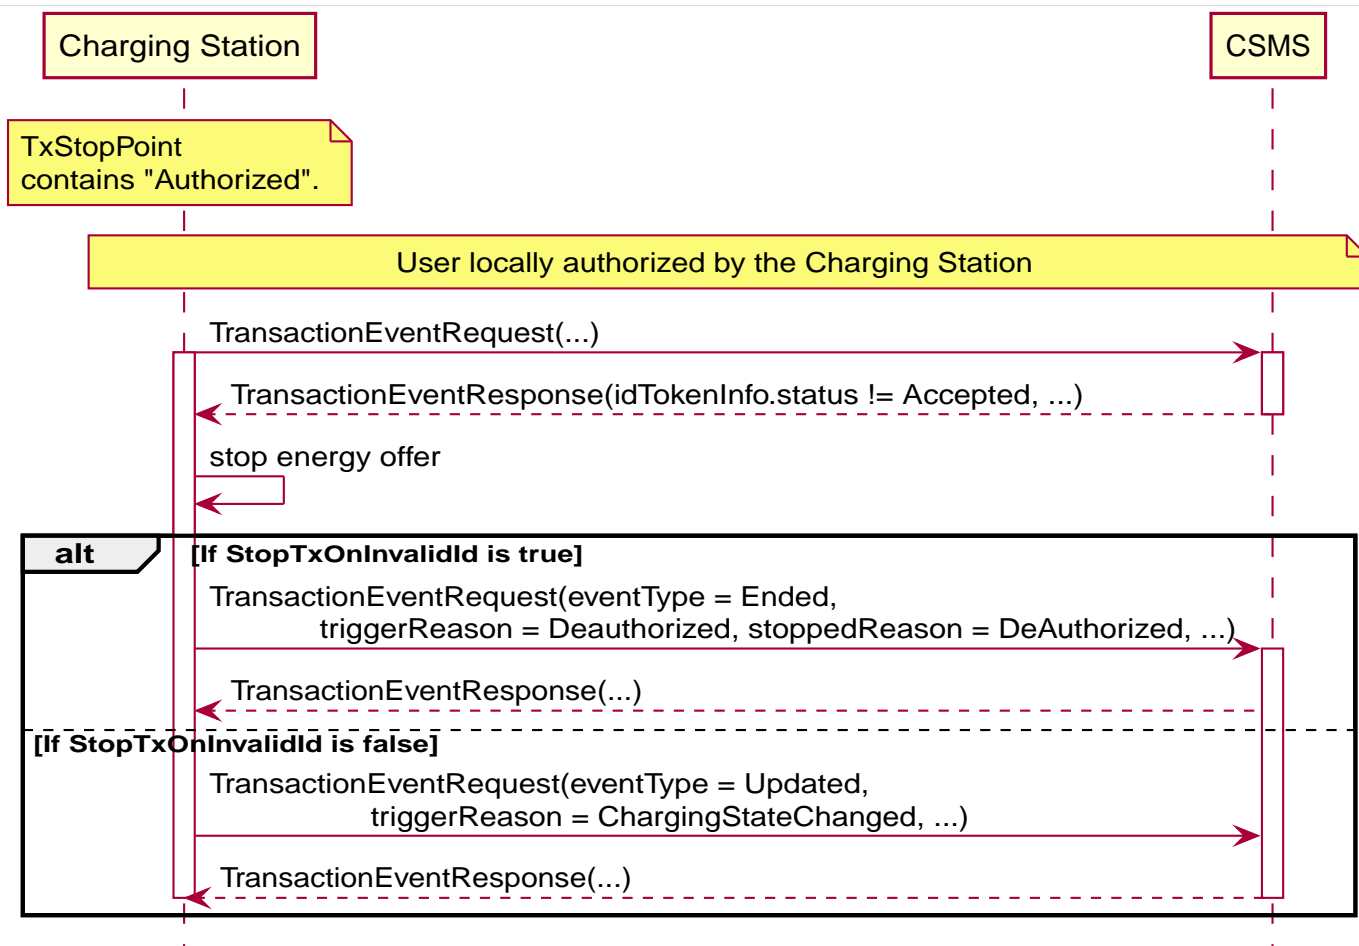 Charging Station
CSMS
TxStopPoint
contains "Authorized".
User locally authorized by the Charging Station
TransactionEventRequest(...)
TransactionEventResponse(idTokenInfo.status != Accepted, ...)
stop energy offer
alt
[If StopTxOnInvalidId is true]
TransactionEventRequest(eventType = Ended,
triggerReason = Deauthorized, stoppedReason = DeAuthorized, ...)
TransactionEventResponse(...)
[If StopTxOnInvalidId is false]
TransactionEventRequest(eventType = Updated,
triggerReason = ChargingStateChanged, ...)
TransactionEventResponse(...)